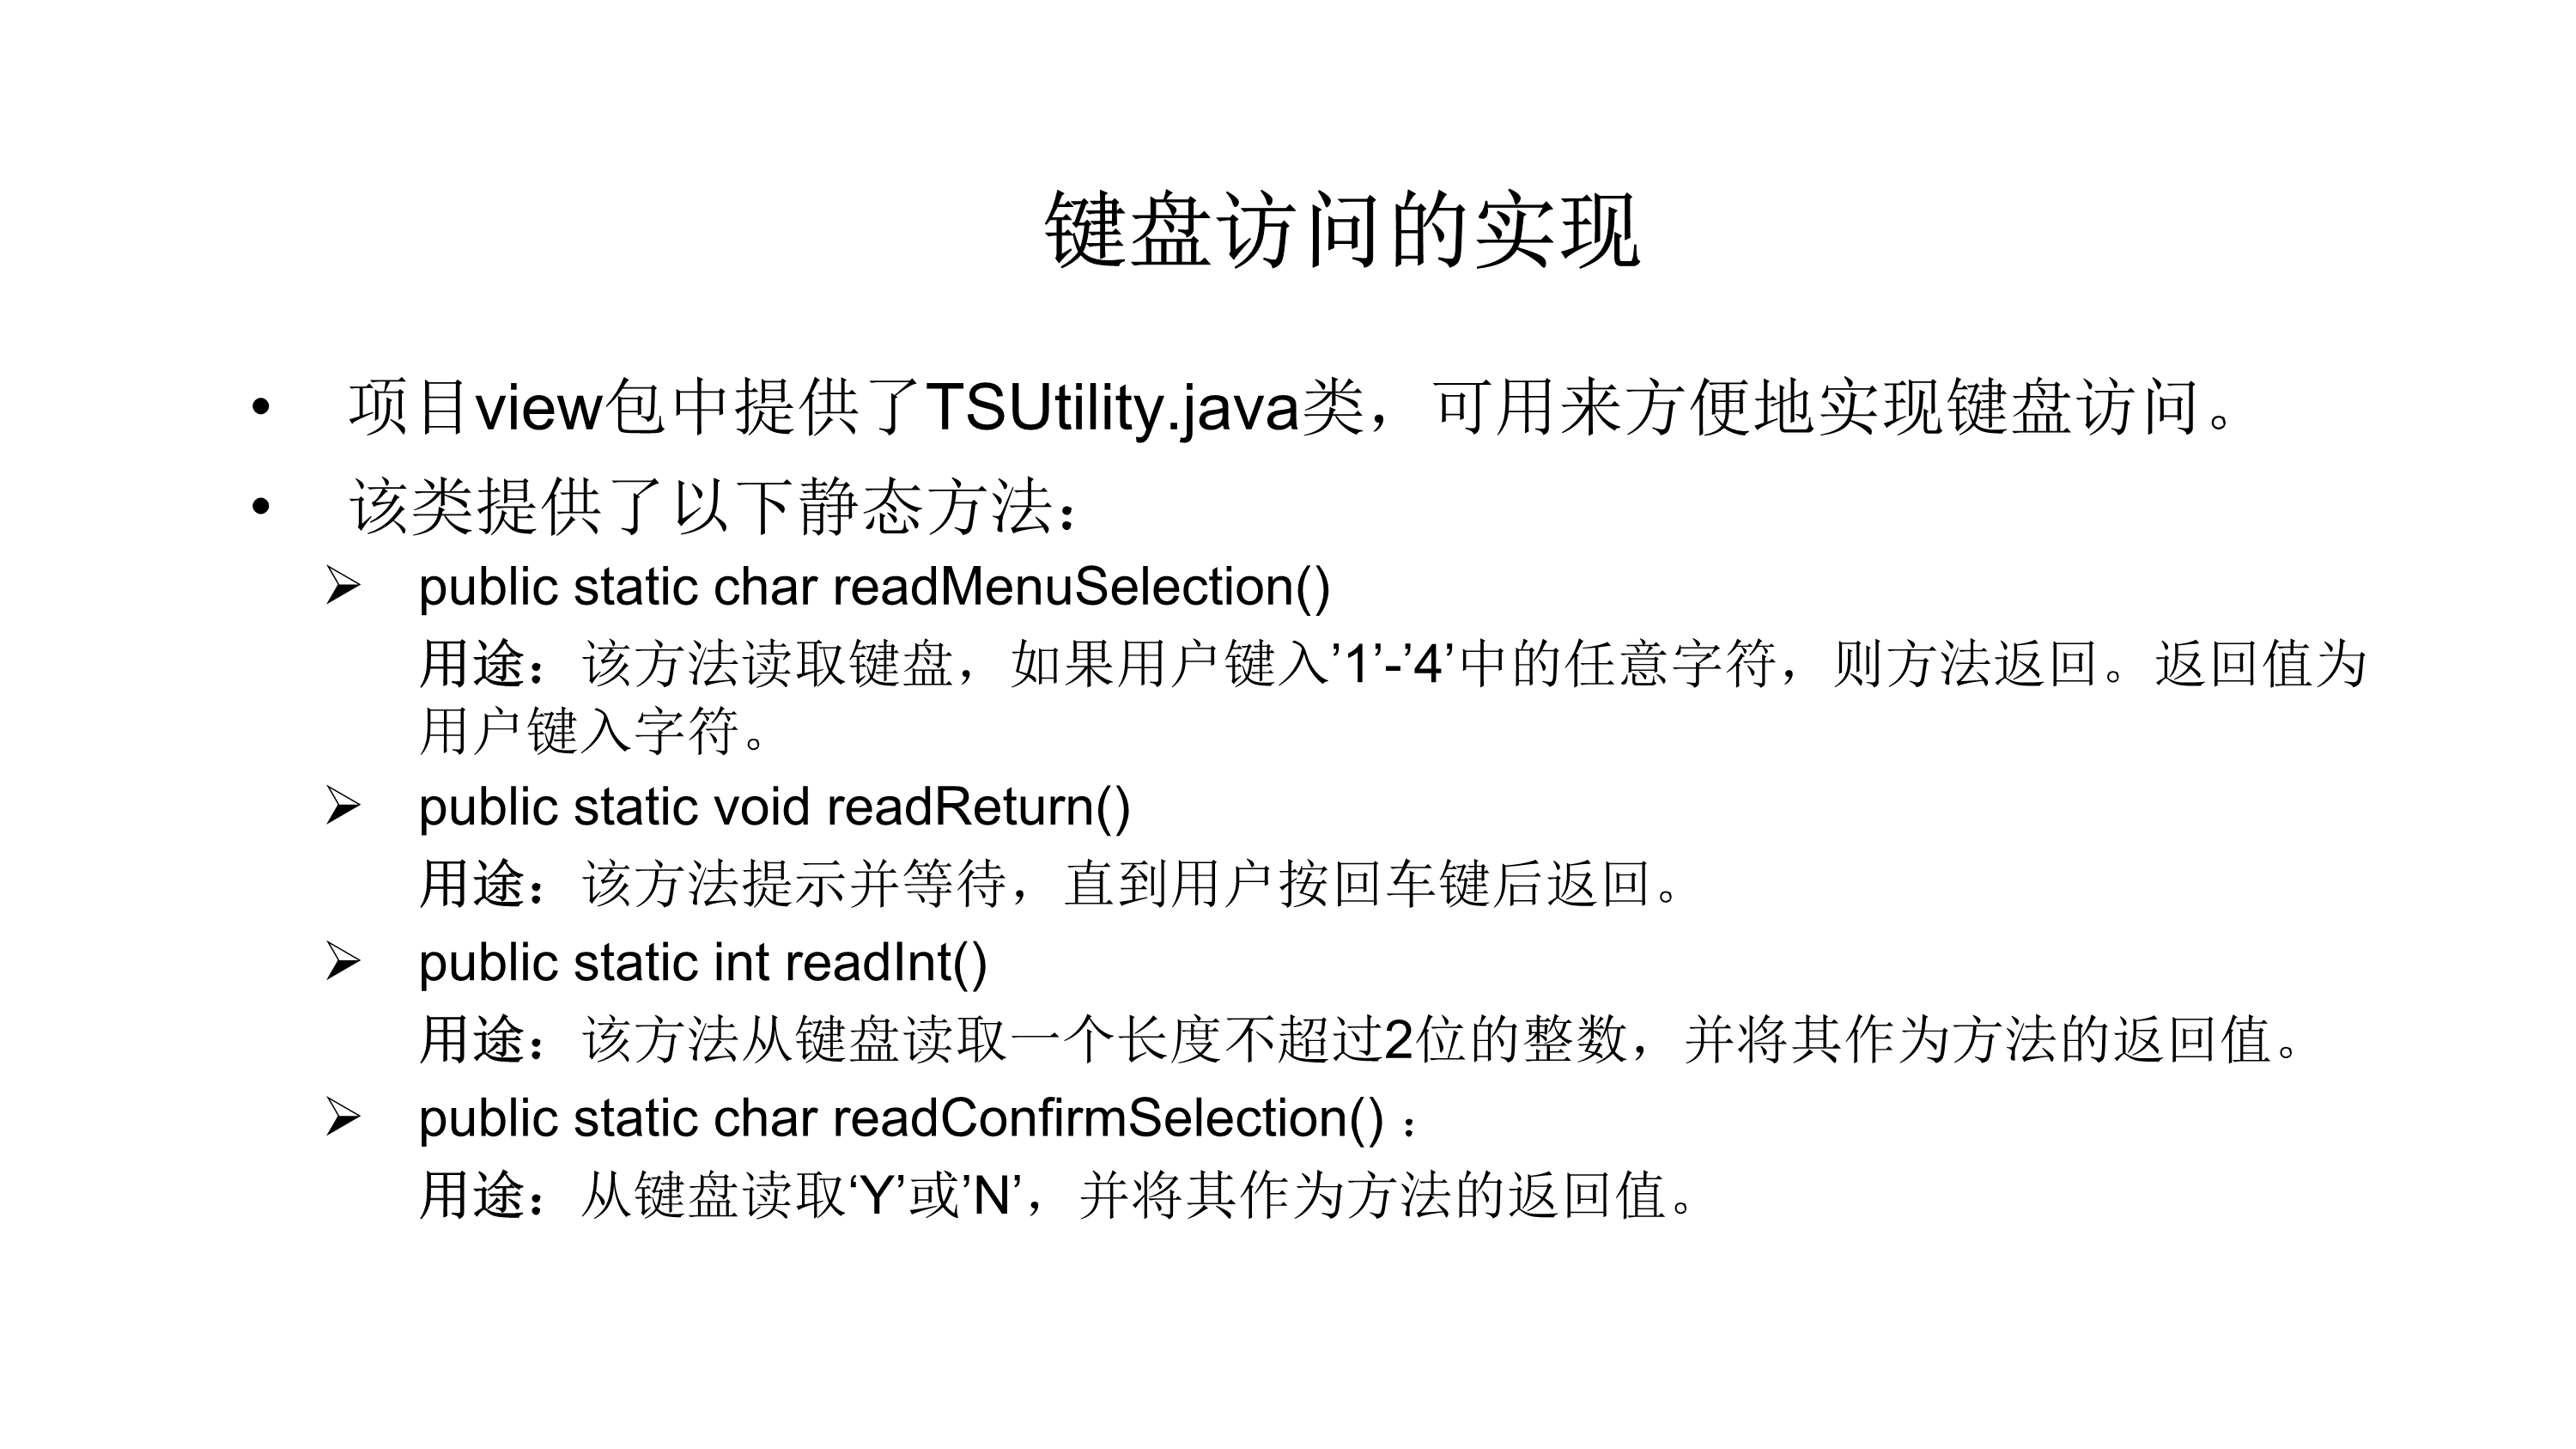 键盘访问的实现
• 项目view包中提供了TSUtility.java类，可用来方便地实现键盘访问。
• 该类提供了以下静态方法：
➢ public static char readMenuSelection()
用途：该方法读取键盘，如果用户键入’1’-’4’中的任意字符，则方法返回。返回值为
用户键入字符。
➢ public static void readReturn()
用途：该方法提示并等待，直到用户按回车键后返回。
➢ public static int readInt()
用途：该方法从键盘读取一个长度不超过2位的整数，并将其作为方法的返回值。
➢ public static char readConfirmSelection() ：
用途：从键盘读取‘Y’或’N’，并将其作为方法的返回值。